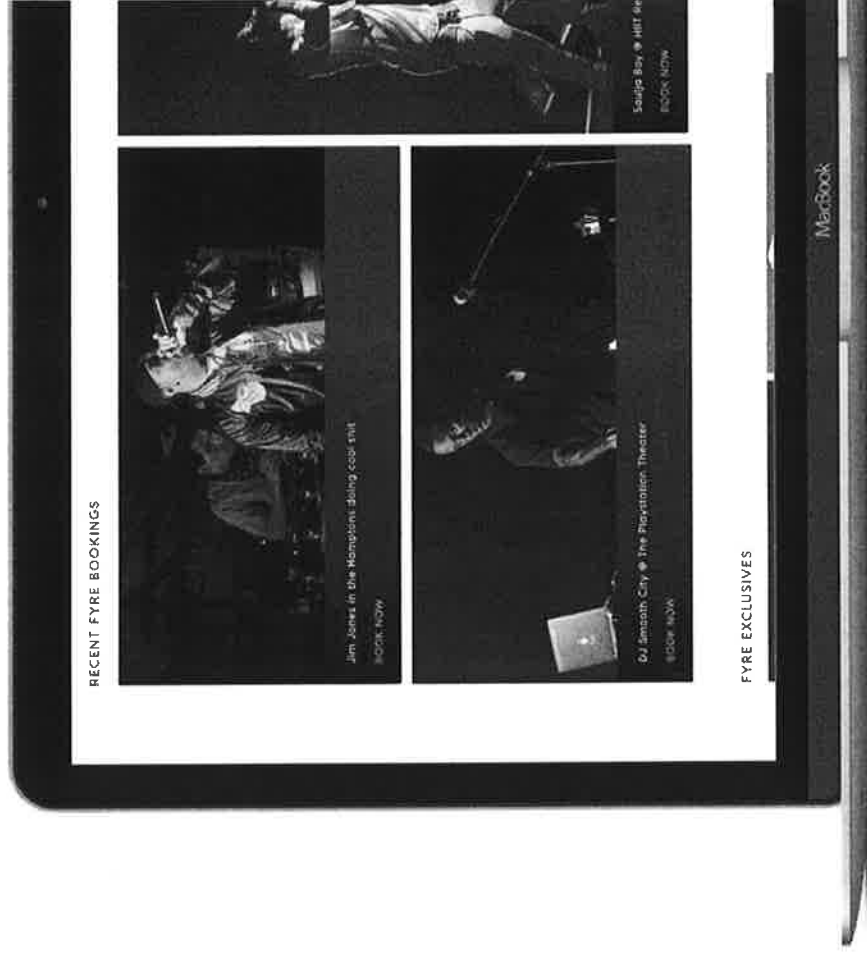 RECENT FYRE BOOKINGS
Jim Jones in the Hamptons doing cool shit
BOOK NOW
Soulja Boy @ HBT
BOOK NOW
DJ Smooth City @ The Playstation Theater
BOOK NOW
FYRE EXCLUSIVES
MacBook